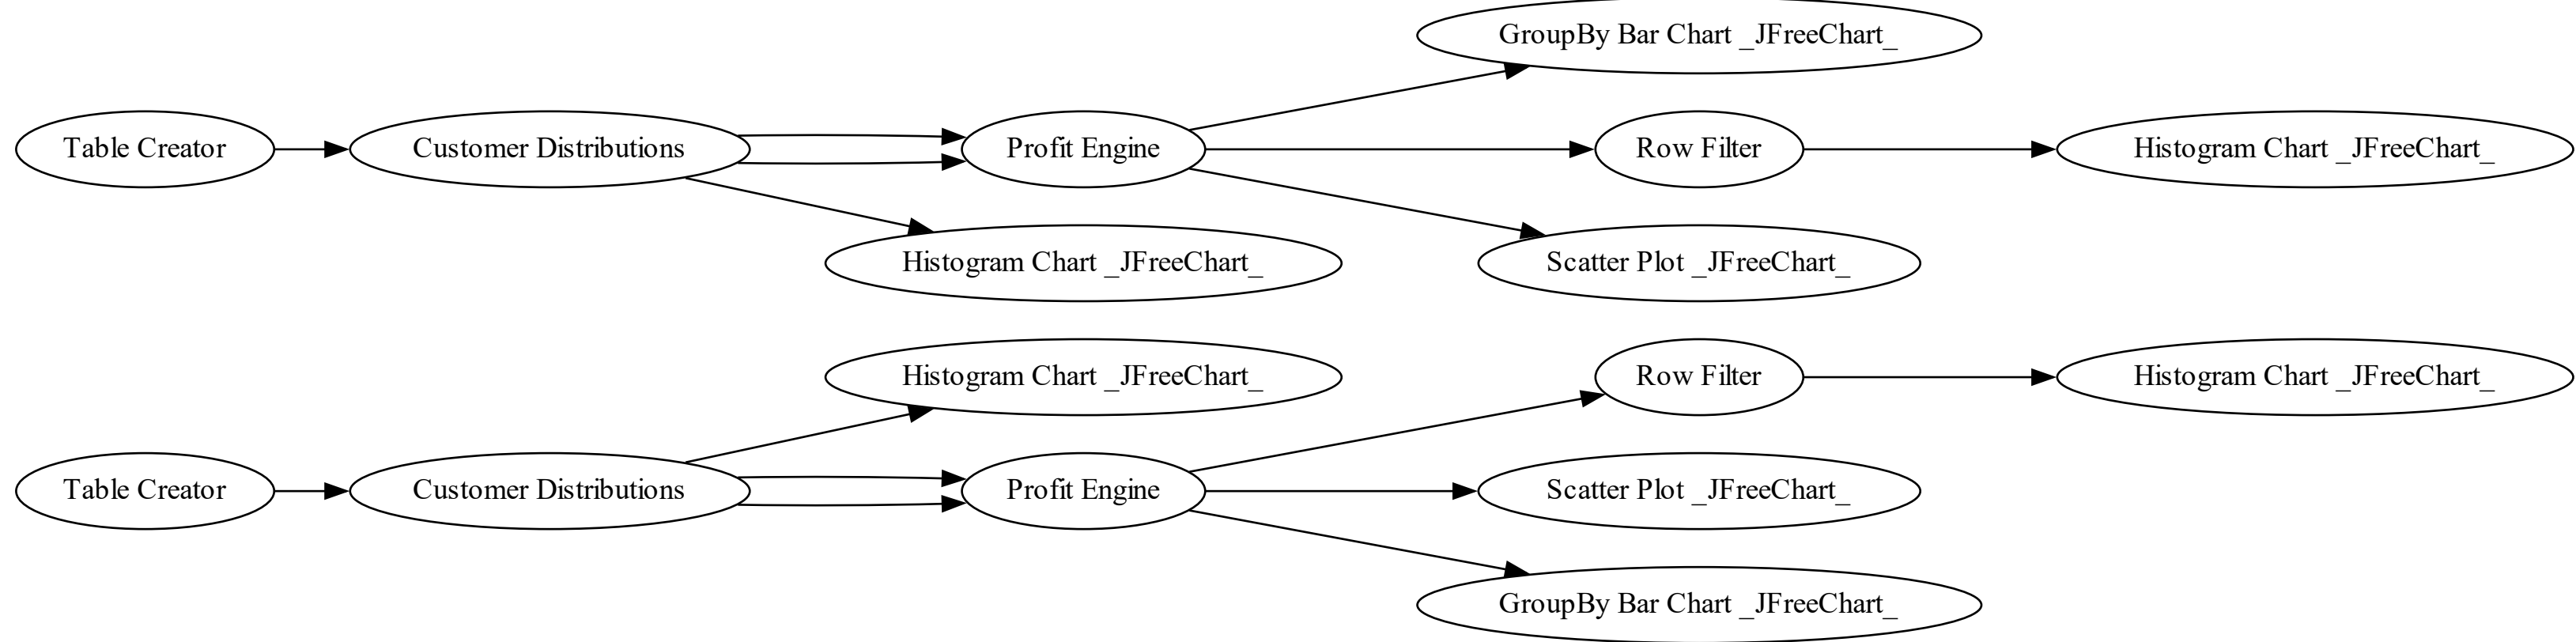 GroupBy Bar Chart _JFreeChart_
Table Creator
Customer Distributions
Profit Engine
Row Filter
Histogram Chart _JFreeChart_
Histogram Chart _JFreeChart_
Scatter Plot _JFreeChart_
Histogram Chart _JFreeChart_
Row Filter
Histogram Chart _JFreeChart_
Table Creator
Customer Distributions
Profit Engine
Scatter Plot _JFreeChart_
GroupBy Bar Chart _JFreeChart_